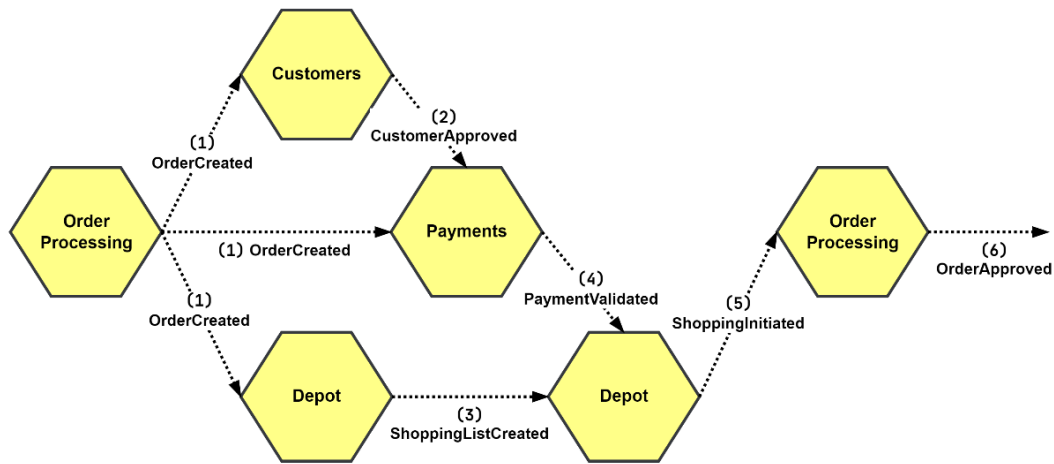 Customers
(2)
CustomerApproved
(1)
OrderCreated
Order
Processing
(1) OrderCreated
Payments
Order
Processing
(6)
OrderApproved
(4)
PaymentValidated
(1)
OrderCreated
(5)
ShoppingInitiated
Depot
(3)
ShoppingListCreated
Depot